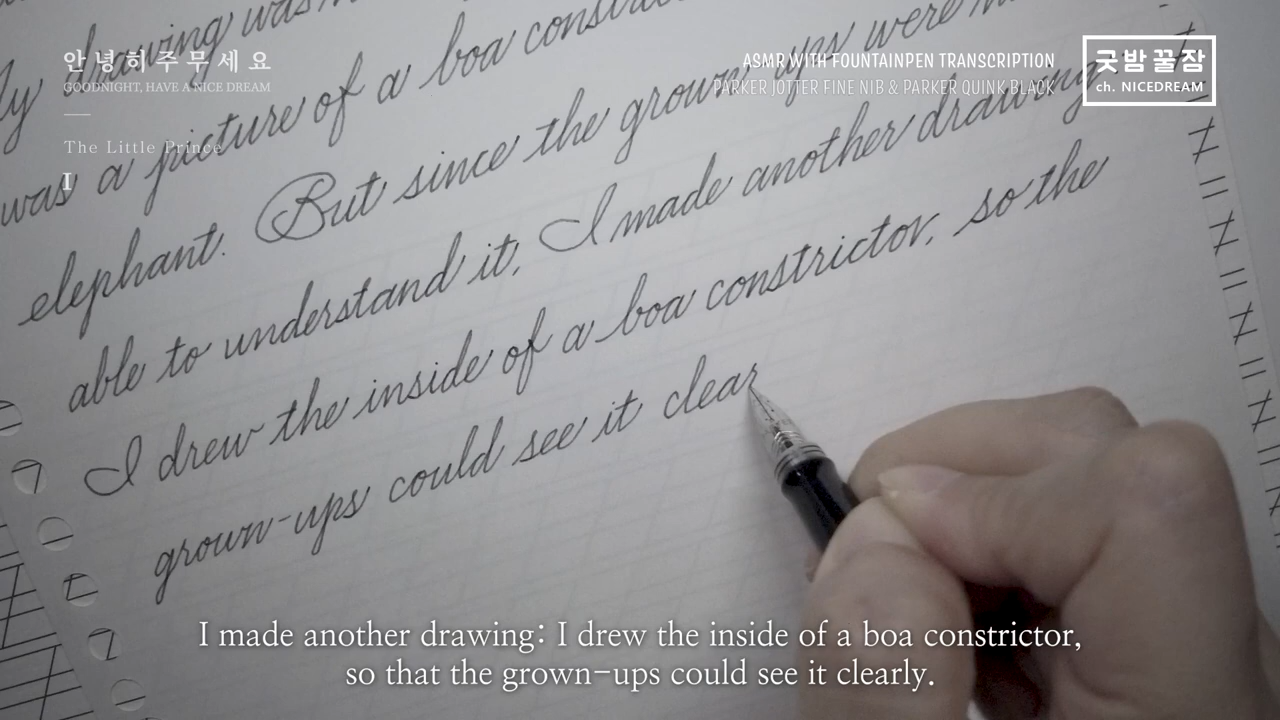 안녕히주무세요
GOODNIGHT, HAVE A NICE DREAM
The Little Prince
I
ASMR WITH FOUNTAINPEN TRANSCRIPTION
PARKER JOTTER FINE NIB & PARKER QUINK BLACK
굿밤꿀잠
ch. NICEDREAM
My drawing was
was a picture of a boa constrictor
elephant. But since the grown-ups were
able to understand it, I made another drawing:
I drew the inside of a boa constrictor, so the
grown-ups could see it clear
I made another drawing: I drew the inside of a boa constrictor,
so that the grown-ups could see it clearly.